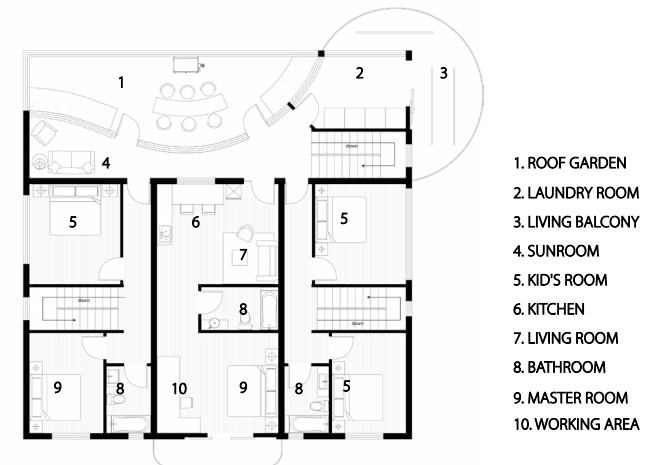 1
2
3
4
5
6
5
7
8
9
8
10
9
8
5
down
down
down
1. ROOF GARDEN
2. LAUNDRY ROOM
3. LIVING BALCONY
4. SUNROOM
5. KID'S ROOM
6. KITCHEN
7. LIVING ROOM
8. BATHROOM
9. MASTER ROOM
10. WORKING AREA